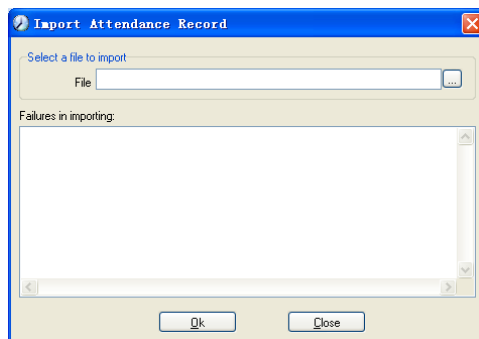 Import Attendance Record
Select a file to import
File
...
Failures in importing:
Ok
Close